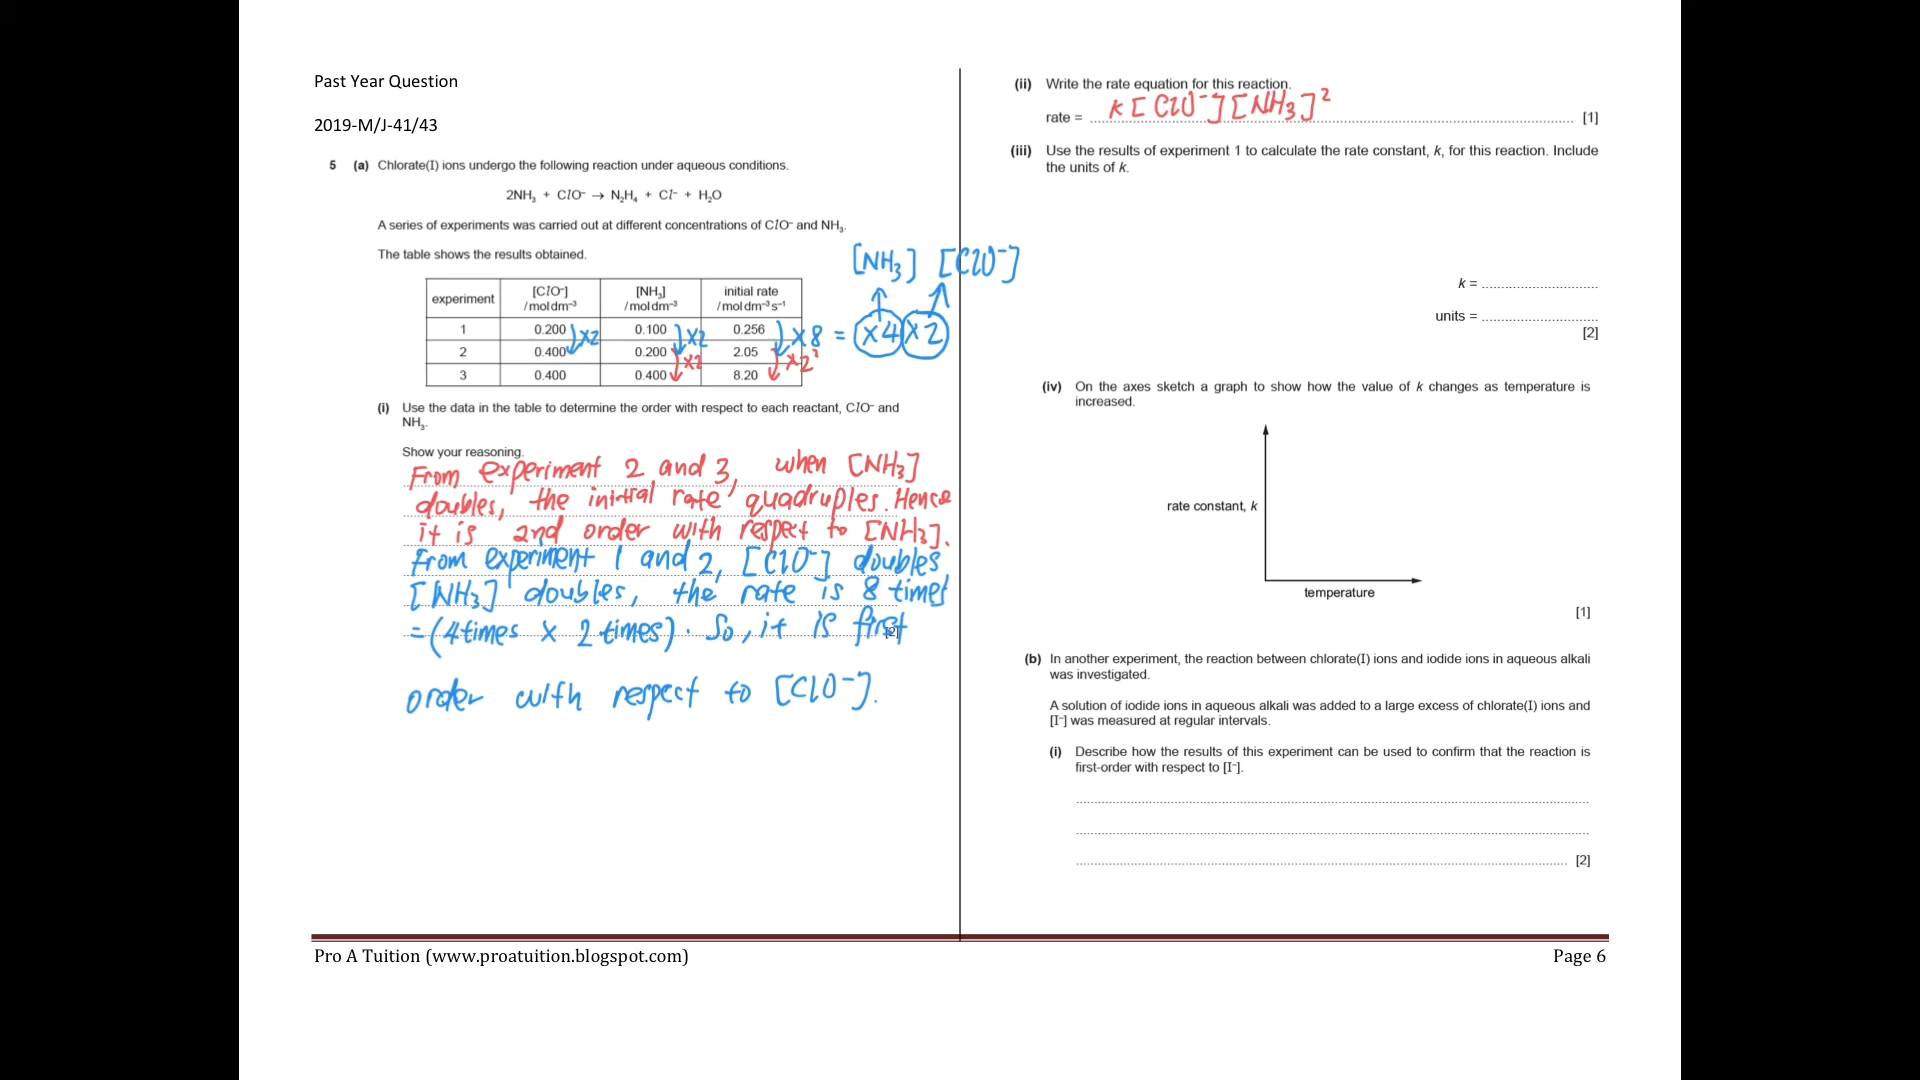 Past Year Question
2019-M/J-41/43
5 (a) Chlorate(I) ions undergo the following reaction under aqueous conditions.
2NH₃ + ClO⁻ → N₂H₄ + Cl⁻ + H₂O
A series of experiments was carried out at different concentrations of ClO⁻ and NH₃.
The table shows the results obtained.
[NH₃] [ClO⁻]
experiment [ClO⁻] /moldm⁻³ [NH₃] /moldm⁻³ initial rate /moldm⁻³s⁻¹
1 0.200 0.100 0.256
×2 ×2 ×8 = ×4 ×2
2 0.400 0.200 2.05
×2 ×2²
3 0.400 0.400 8.20
(i) Use the data in the table to determine the order with respect to each reactant, ClO⁻ and
NH₃.
Show your reasoning.
From experiment 2 and 3, when [NH₃]
doubles, the initial rate quadruples. Hence
it is 2nd order with respect to [NH₃].
From experiment 1 and 2, [ClO⁻] doubles
[NH₃] doubles, the rate is 8 times
= (4 times × 2 times). So, it is first
[2]
order with respect to [ClO⁻].
(ii) Write the rate equation for this reaction.
rate = k[ClO⁻][NH₃]² [1]
(iii) Use the results of experiment 1 to calculate the rate constant, k, for this reaction. Include
the units of k.
k = ..............................
units = ..............................
[2]
(iv) On the axes sketch a graph to show how the value of k changes as temperature is
increased.
rate constant, k
temperature
[1]
(b) In another experiment, the reaction between chlorate(I) ions and iodide ions in aqueous alkali
was investigated.
A solution of iodide ions in aqueous alkali was added to a large excess of chlorate(I) ions and
[I⁻] was measured at regular intervals.
(i) Describe how the results of this experiment can be used to confirm that the reaction is
first-order with respect to [I⁻].
[2]
Pro A Tuition (www.proatuition.blogspot.com)
Page 6